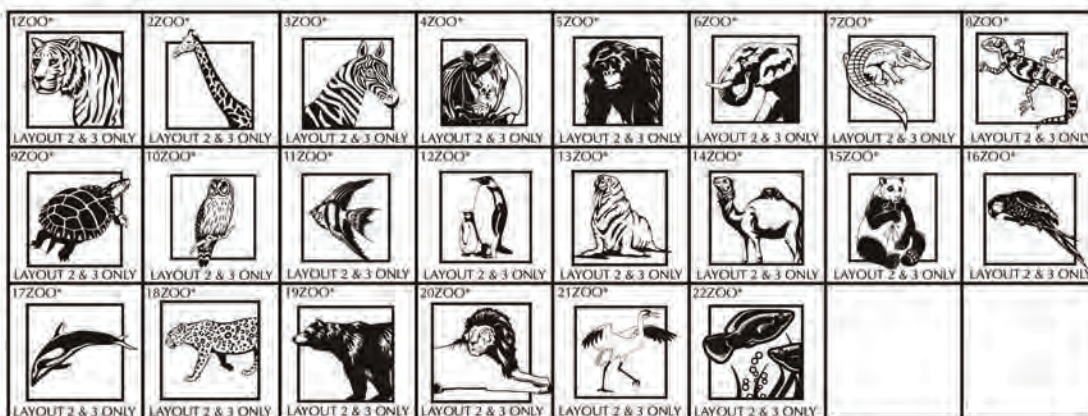 1ZOO* 2ZOO* 3ZOO* 4ZOO* 5ZOO* 6ZOO* 7ZOO* 8ZOO*
LAYOUT 2 & 3 ONLY LAYOUT 2 & 3 ONLY LAYOUT 2 & 3 ONLY LAYOUT 2 & 3 ONLY LAYOUT 2 & 3 ONLY LAYOUT 2 & 3 ONLY LAYOUT 2 & 3 ONLY LAYOUT 2 & 3 ONLY
9ZOO* 10ZOO* 11ZOO* 12ZOO* 13ZOO* 14ZOO* 15ZOO* 16ZOO*
LAYOUT 2 & 3 ONLY LAYOUT 2 & 3 ONLY LAYOUT 2 & 3 ONLY LAYOUT 2 & 3 ONLY LAYOUT 2 & 3 ONLY LAYOUT 2 & 3 ONLY LAYOUT 2 & 3 ONLY LAYOUT 2 & 3 ONLY
17ZOO* 18ZOO* 19ZOO* 20ZOO* 21ZOO* 22ZOO*
LAYOUT 2 & 3 ONLY LAYOUT 2 & 3 ONLY LAYOUT 2 & 3 ONLY LAYOUT 2 & 3 ONLY LAYOUT 2 & 3 ONLY LAYOUT 2 & 3 ONLY